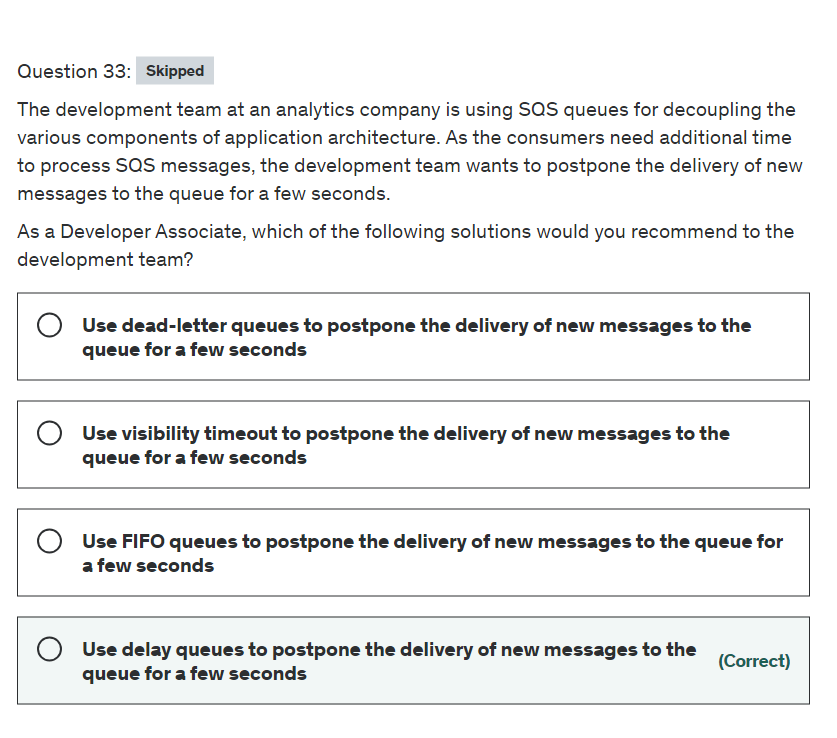 Question 33: Skipped
The development team at an analytics company is using SQS queues for decoupling the
various components of application architecture. As the consumers need additional time
to process SQS messages, the development team wants to postpone the delivery of new
messages to the queue for a few seconds.
As a Developer Associate, which of the following solutions would you recommend to the
development team?
Use dead-letter queues to postpone the delivery of new messages to the
queue for a few seconds
Use visibility timeout to postpone the delivery of new messages to the
queue for a few seconds
Use FIFO queues to postpone the delivery of new messages to the queue for
a few seconds
Use delay queues to postpone the delivery of new messages to the
queue for a few seconds
(Correct)